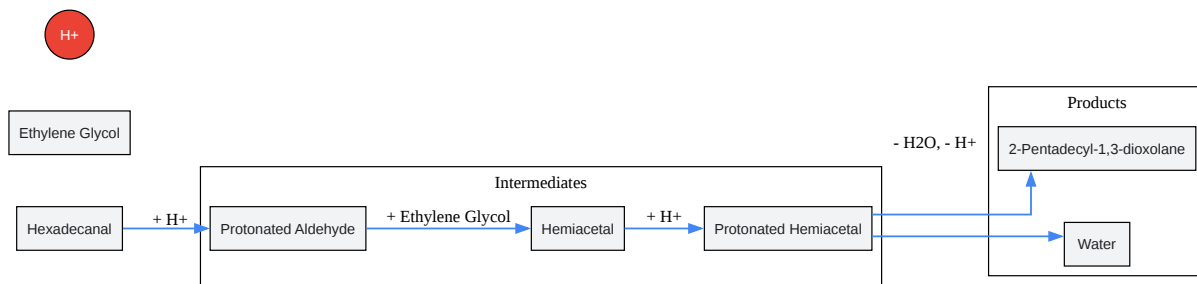 H+
Ethylene Glycol
Products
2-Pentadecyl-1,3-dioxolane
- H2O, - H+
Intermediates
Hexadecanal
+ H+
Protonated Aldehyde
+ Ethylene Glycol
Hemiacetal
+ H+
Protonated Hemiacetal
Water